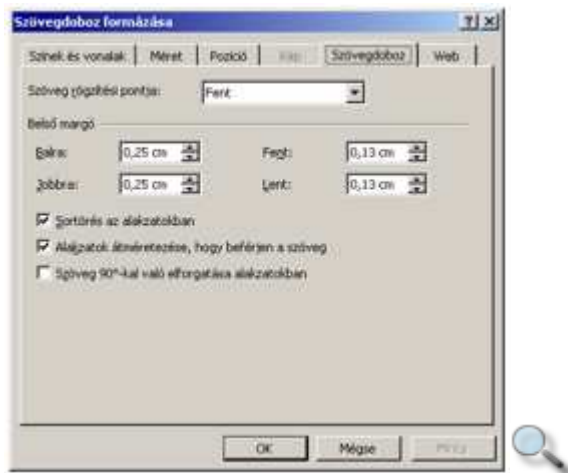 Szövegdoboz formázása
Színek és vonalak Méret Pozíció Kép Szövegdoboz Web
Szöveg rögzítési pontja: Fent
Belső margó
Balra: 0,25 cm Fent: 0,13 cm
Jobbra: 0,25 cm Lent: 0,13 cm
Sortörés az alakzatokban
Alakzatok átméretezése, hogy beférjen a szöveg
Szöveg 90°-kal való elforgatása alakzatokban
OK Mégse Minta